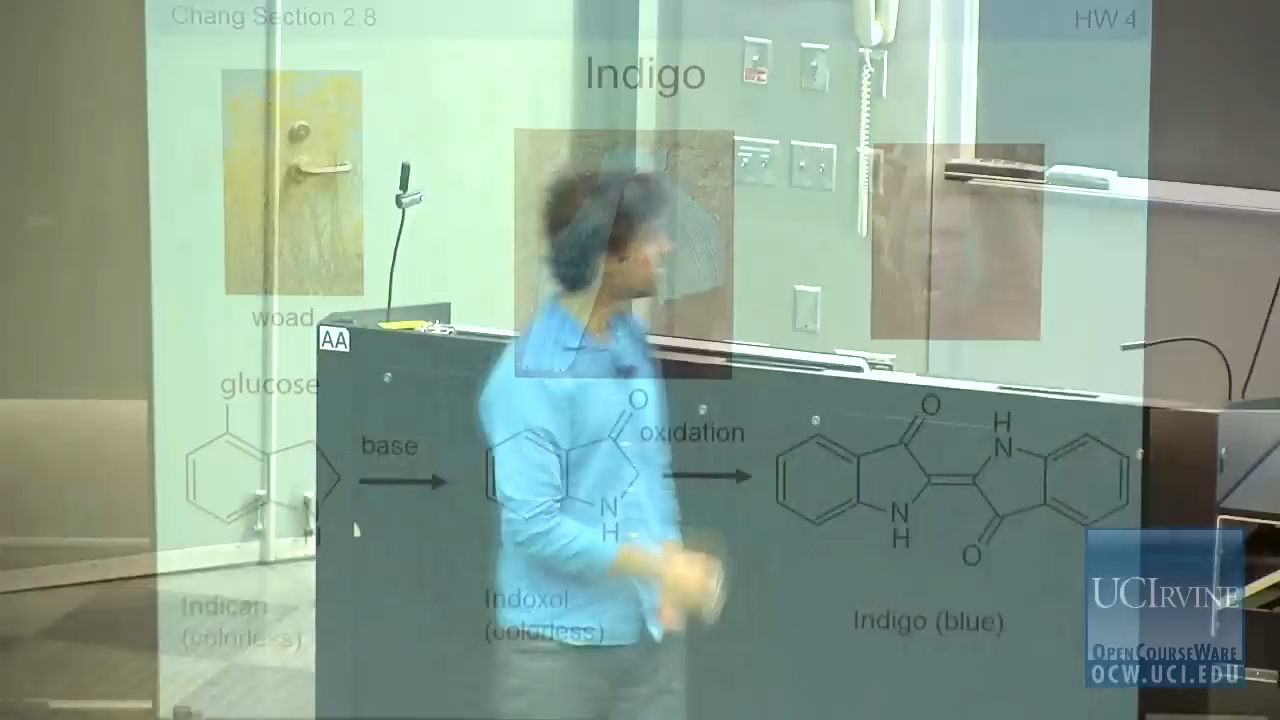 Chang Section 2.8
HW 4
Indigo
woad
AA
glucose
base
oxidation
O
N
H
O
N
H
H
N
O
Indican
(colorless)
Indoxol
(colorless)
Indigo (blue)
UCIRVINE
OPENCOURSEWARE
OCW.UCI.EDU